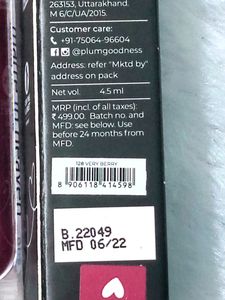 263153, Uttarakhand.
M 6/C/UA/2015.
Customer care:
+91-75064-96604
@plumgoodness
Address: refer "Mktd by"
address on pack
Net Vol. 4.5 ml
MRP (incl. of all taxes):
₹ 499.00. Batch no. and
MFD: see below. Use
before 24 months from
MFD.
128 VERY BERRY
8 906118 414598
B.22049
MFD 06/22